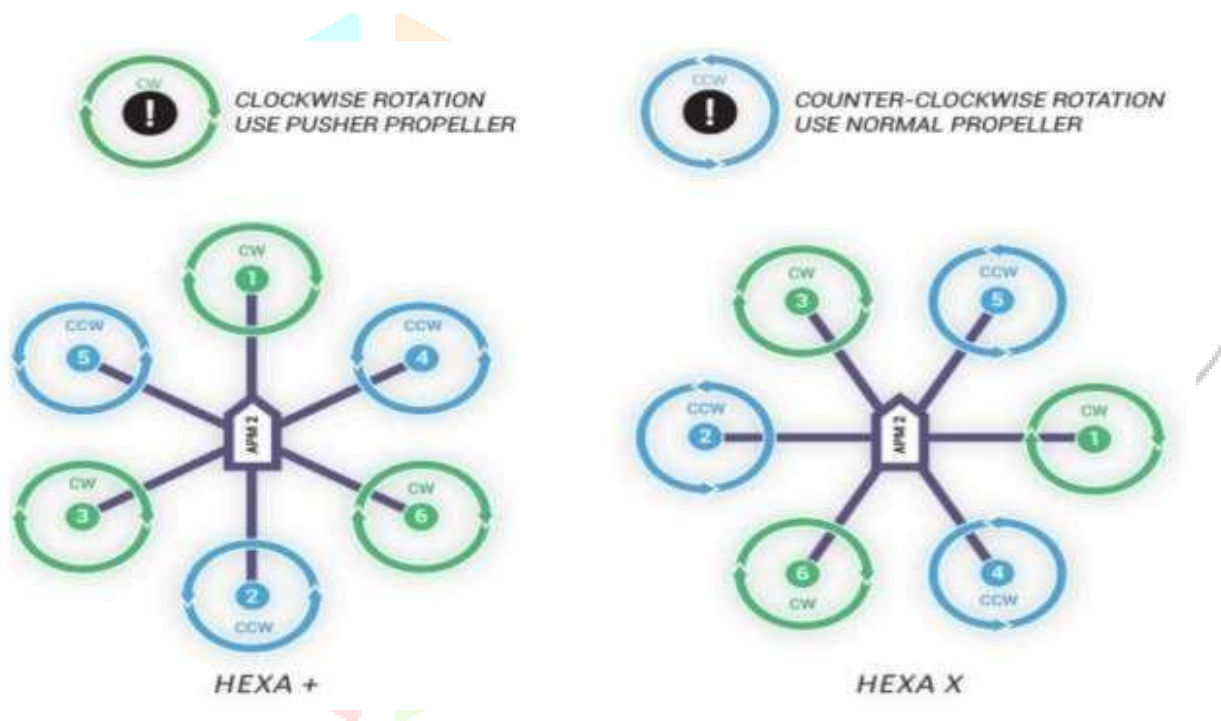 CW
!
CLOCKWISE ROTATION
USE PUSHER PROPELLER
CCW
!
COUNTER-CLOCKWISE ROTATION
USE NORMAL PROPELLER
CW
1
CCW
5
CCW
4
APM 2
CW
3
CW
6
2
CCW
HEXA +
CW
3
CCW
5
CCW
2
APM 2
CW
1
6
CW
4
CCW
HEXA X